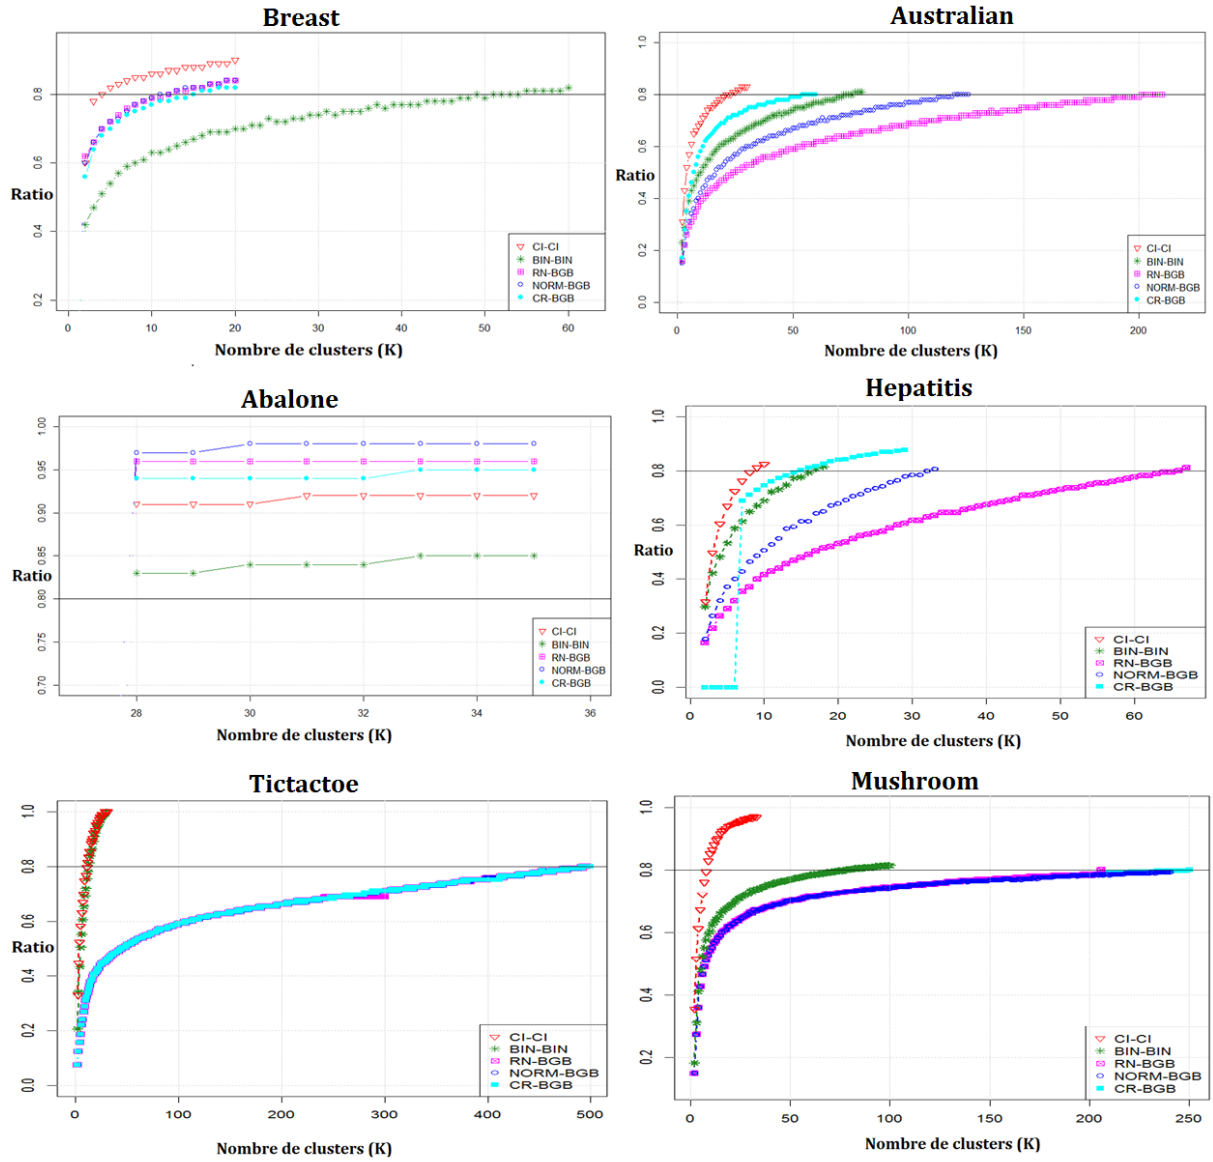 Breast
0.2 0.4 0.6 0.8
Ratio
CI-CI
BIN-BIN
RN-BGB
NORM-BGB
CR-BGB
0 10 20 30 40 50 60
Nombre de clusters (K)
Australian
0.0 0.2 0.4 0.6 0.8 1.0
Ratio
CI-CI
BIN-BIN
RN-BGB
NORM-BGB
CR-BGB
0 50 100 150 200
Nombre de clusters (K)
Abalone
0.70 0.75 0.80 0.85 0.90 0.95 1.00
Ratio
CI-CI
BIN-BIN
RN-BGB
NORM-BGB
CR-BGB
28 30 32 34 36
Nombre de clusters (K)
Hepatitis
0.0 0.2 0.4 0.6 0.8 1.0
Ratio
CI-CI
BIN-BIN
RN-BGB
NORM-BGB
CR-BGB
0 10 20 30 40 50 60
Nombre de clusters (K)
Tictactoe
0.0 0.2 0.4 0.6 0.8 1.0
Ratio
CI-CI
BIN-BIN
RN-BGB
NORM-BGB
CR-BGB
0 100 200 300 400 500
Nombre de clusters (K)
Mushroom
0.2 0.4 0.6 0.8 1.0
Ratio
CI-CI
BIN-BIN
RN-BGB
NORM-BGB
CR-BGB
0 50 100 150 200 250
Nombre de clusters (K)